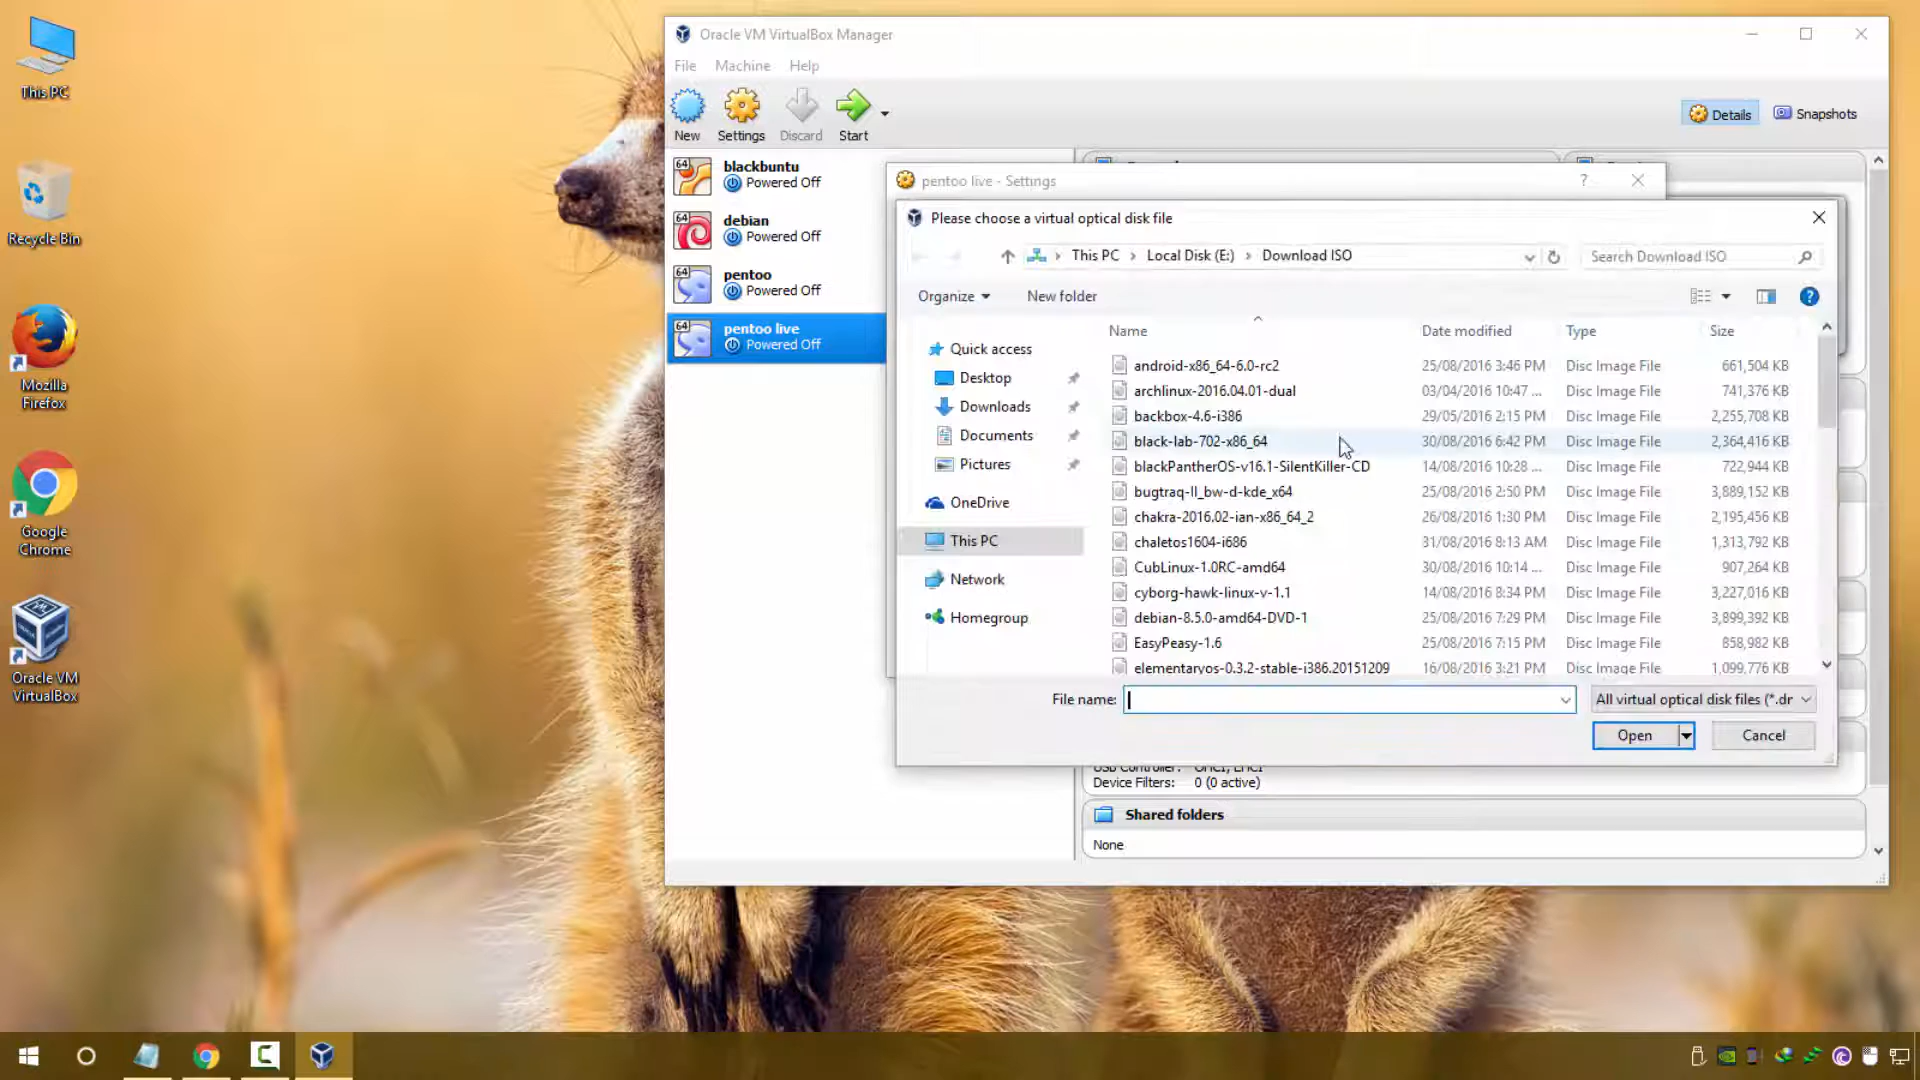 This PC
Recycle Bin
Mozilla
Firefox
Google
Chrome
Oracle VM
VirtualBox
Oracle VM VirtualBox Manager
File Machine Help
New Settings Discard Start
Details Snapshots
64 blackbuntu
Powered Off
64 debian
Powered Off
64 pentoo
Powered Off
64 pentoo live
Powered Off
pentoo live - Settings
?
Please choose a virtual optical disk file
This PC > Local Disk (E:) > Download ISO
Search Download ISO
Organize New folder
Quick access
Desktop
Downloads
Documents
Pictures
OneDrive
This PC
Network
Homegroup
Name Date modified Type Size
android-x86_64-6.0-rc2 25/08/2016 3:46 PM Disc Image File 661,504 KB
archlinux-2016.04.01-dual 03/04/2016 10:47 ... Disc Image File 741,376 KB
backbox-4.6-i386 29/05/2016 2:15 PM Disc Image File 2,255,708 KB
black-lab-702-x86_64 30/08/2016 6:42 PM Disc Image File 2,364,416 KB
blackPantherOS-v16.1-SilentKiller-CD 14/08/2016 10:28 ... Disc Image File 722,944 KB
bugtraq-II_bw-d-kde_x64 25/08/2016 2:50 PM Disc Image File 3,889,152 KB
chakra-2016.02-ian-x86_64_2 26/08/2016 1:30 PM Disc Image File 2,195,456 KB
chaletos1604-i686 31/08/2016 8:13 AM Disc Image File 1,313,792 KB
CubLinux-1.0RC-amd64 30/08/2016 10:14 ... Disc Image File 907,264 KB
cyborg-hawk-linux-v-1.1 14/08/2016 8:34 PM Disc Image File 3,227,016 KB
debian-8.5.0-amd64-DVD-1 25/08/2016 7:29 PM Disc Image File 3,899,392 KB
EasyPeasy-1.6 25/08/2016 7:15 PM Disc Image File 858,982 KB
elementaryos-0.3.2-stable-i386.20151209 16/08/2016 3:21 PM Disc Image File 1,099,776 KB
File name:
All virtual optical disk files (*.dr
Open Cancel
USB Controller: OHCI, EHCI
Device Filters: 0 (0 active)
Shared folders
None